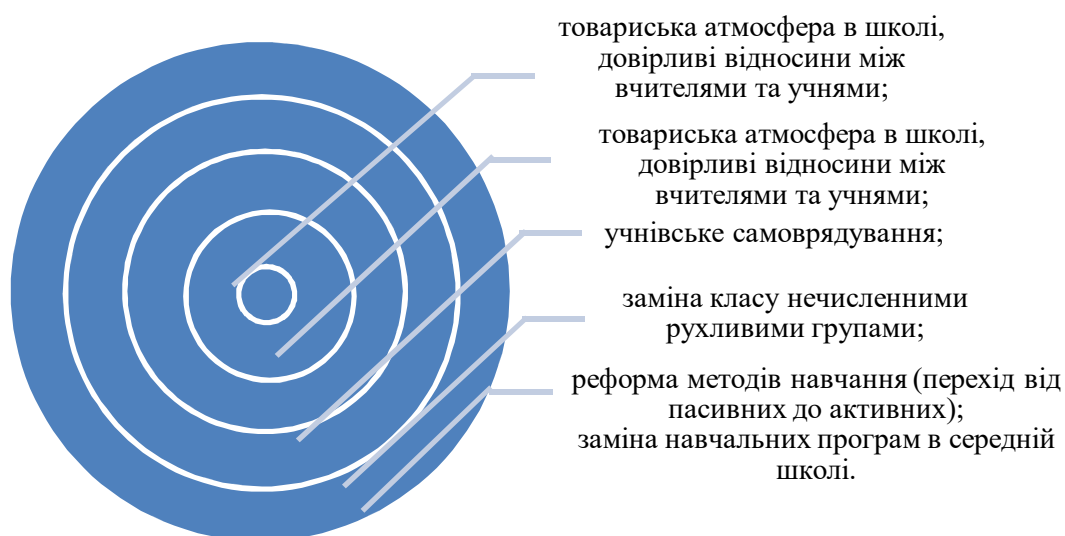 товариська атмосфера в школі,
довірливі відносини між
вчителями та учнями;
товариська атмосфера в школі,
довірливі відносини між
вчителями та учнями;
учнівське самоврядування;
заміна класу нечисленними
рухливими групами;
реформа методів навчання (перехід від
пасивних до активних);
заміна навчальних програм в середній
школі.